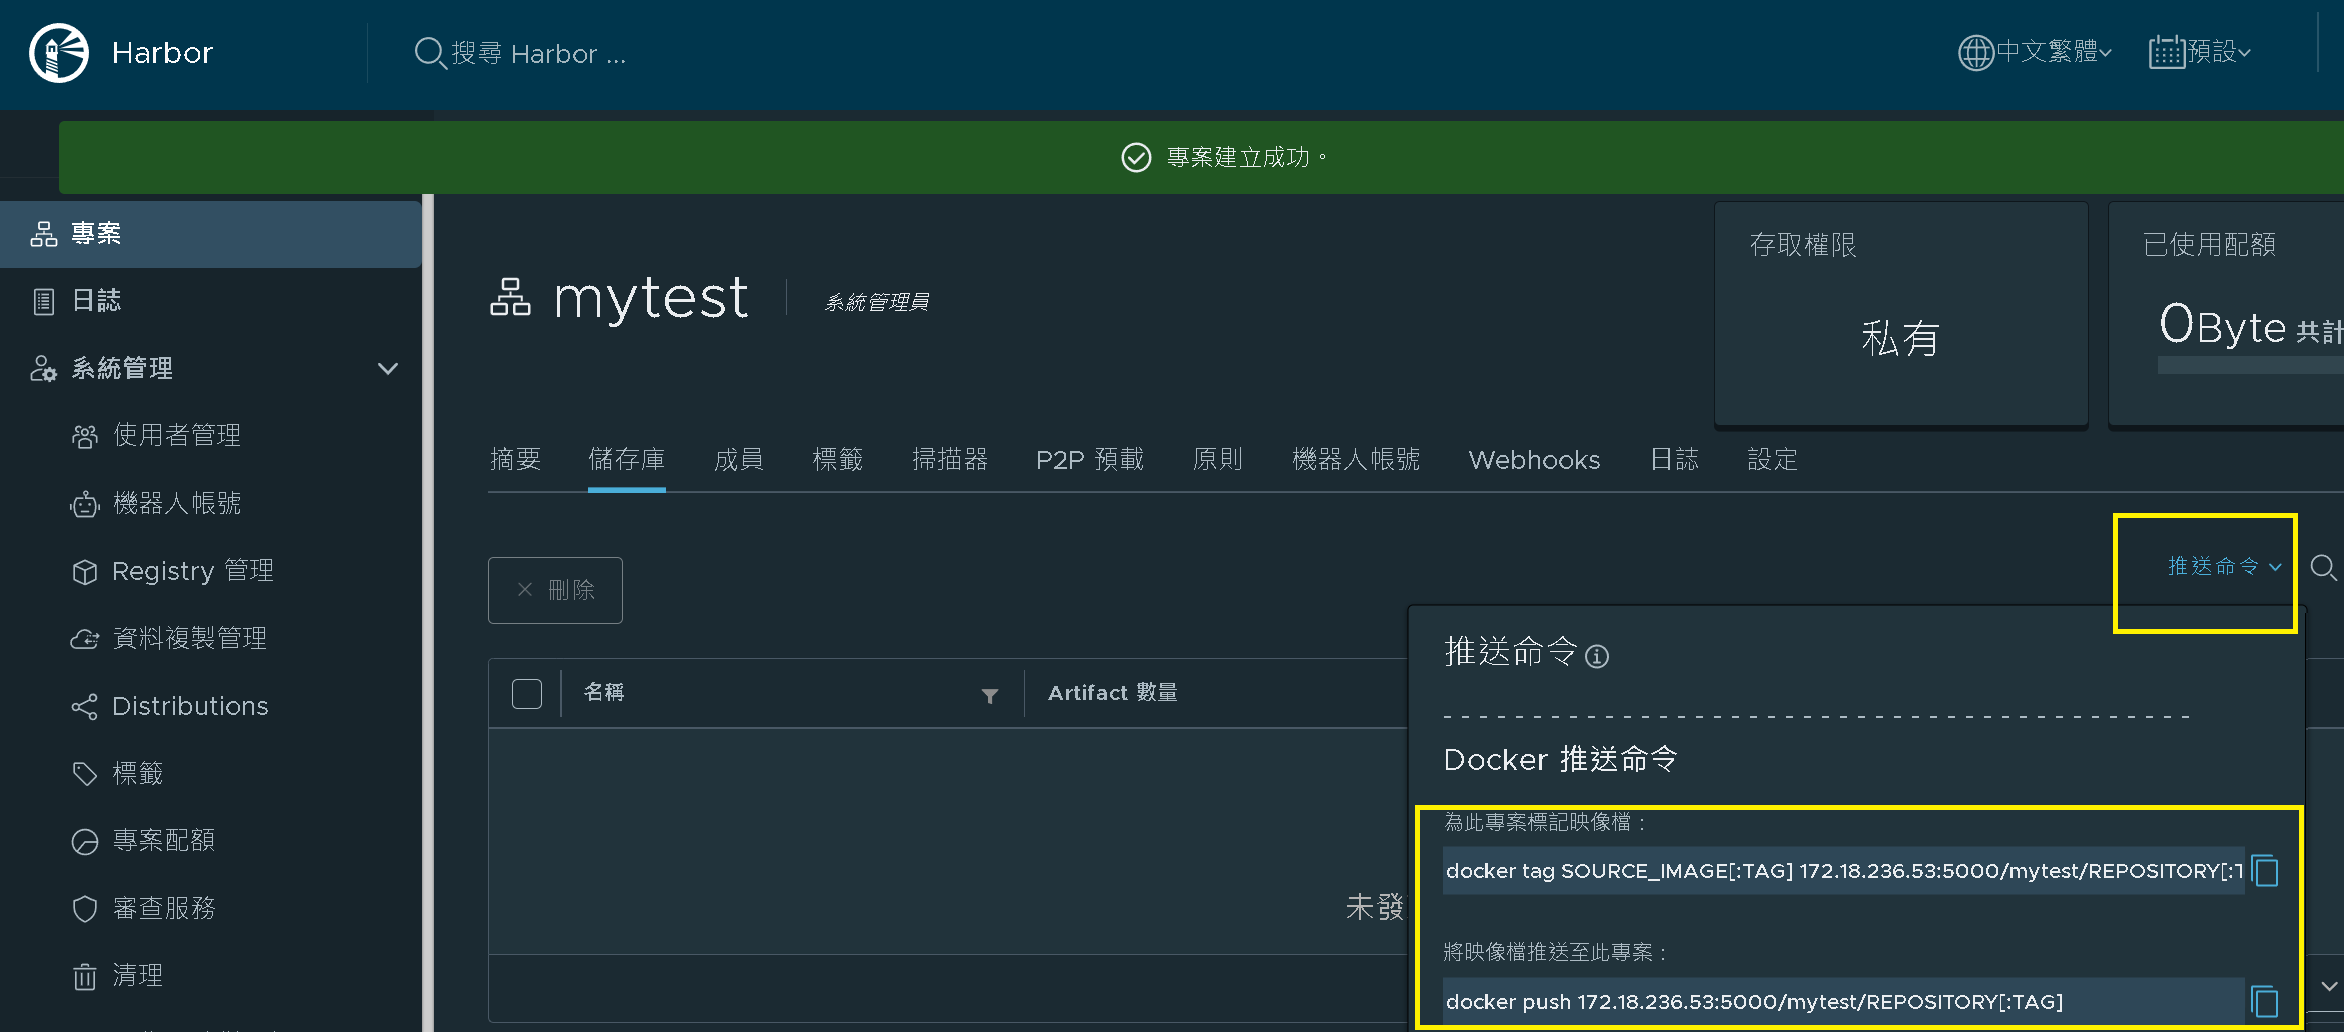 Harbor
搜尋 Harbor ...
中文繁體
預設
專案建立成功。
專案
日誌
系統管理
使用者管理
機器人帳號
Registry 管理
資料複製管理
Distributions
標籤
專案配額
審查服務
清理
mytest
系統管理員
存取權限
私有
已使用配額
0Byte 共計
摘要 儲存庫 成員 標籤 掃描器 P2P 預載 原則 機器人帳號 Webhooks 日誌 設定
刪除
推送命令
名稱
Artifact 數量
未發
推送命令
Docker 推送命令
為此專案標記映像檔：
docker tag SOURCE_IMAGE[:TAG] 172.18.236.53:5000/mytest/REPOSITORY[:T
將映像檔推送至此專案：
docker push 172.18.236.53:5000/mytest/REPOSITORY[:TAG]